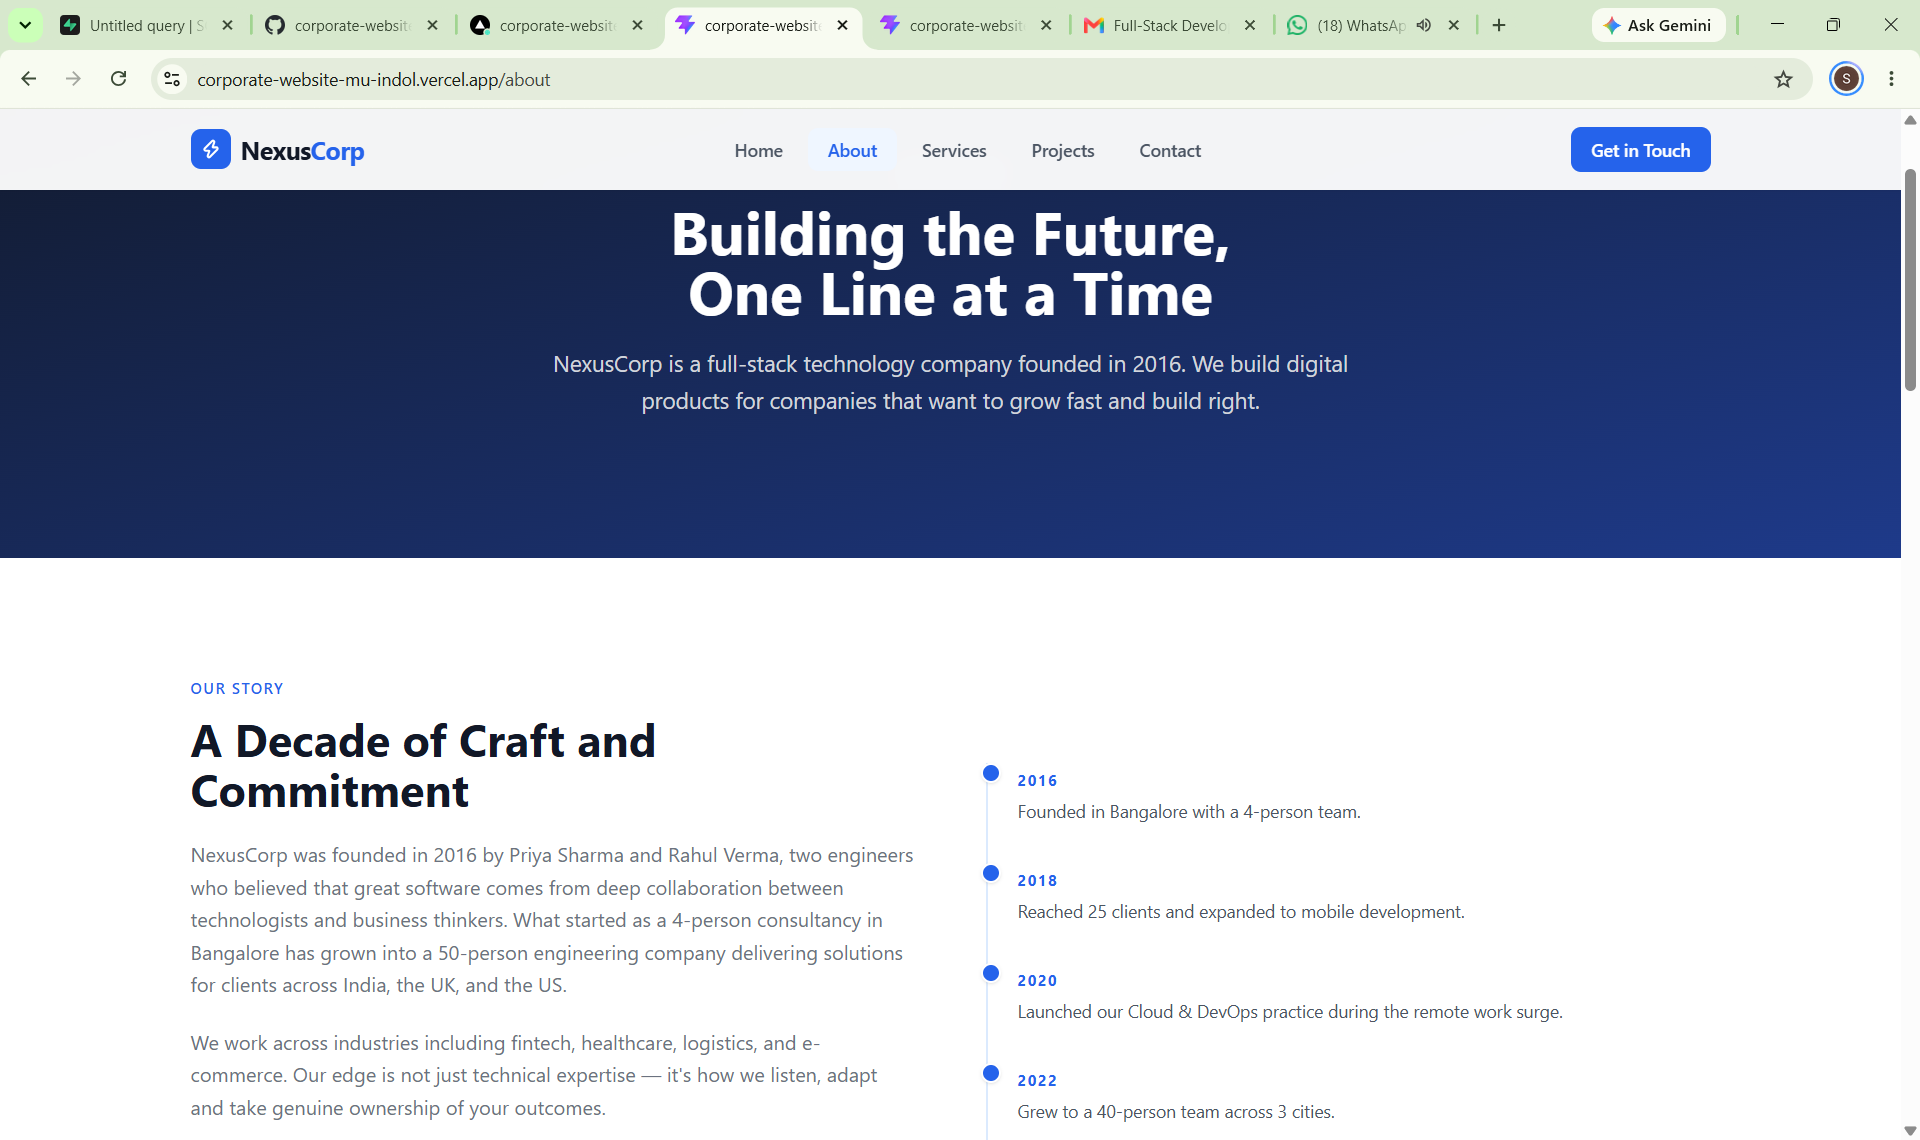 Untitled query | S
corporate-website
corporate-website
corporate-website
corporate-website
Full-Stack Develo
(18) WhatsAp
Ask Gemini
corporate-website-mu-indol.vercel.app/about
S
NexusCorp
Home
About
Services
Projects
Contact
Get in Touch
Building the Future,
One Line at a Time
NexusCorp is a full-stack technology company founded in 2016. We build digital
products for companies that want to grow fast and build right.
OUR STORY
A Decade of Craft and
Commitment
NexusCorp was founded in 2016 by Priya Sharma and Rahul Verma, two engineers
who believed that great software comes from deep collaboration between
technologists and business thinkers. What started as a 4-person consultancy in
Bangalore has grown into a 50-person engineering company delivering solutions
for clients across India, the UK, and the US.
We work across industries including fintech, healthcare, logistics, and e-
commerce. Our edge is not just technical expertise — it's how we listen, adapt
and take genuine ownership of your outcomes.
2016
Founded in Bangalore with a 4-person team.
2018
Reached 25 clients and expanded to mobile development.
2020
Launched our Cloud & DevOps practice during the remote work surge.
2022
Grew to a 40-person team across 3 cities.